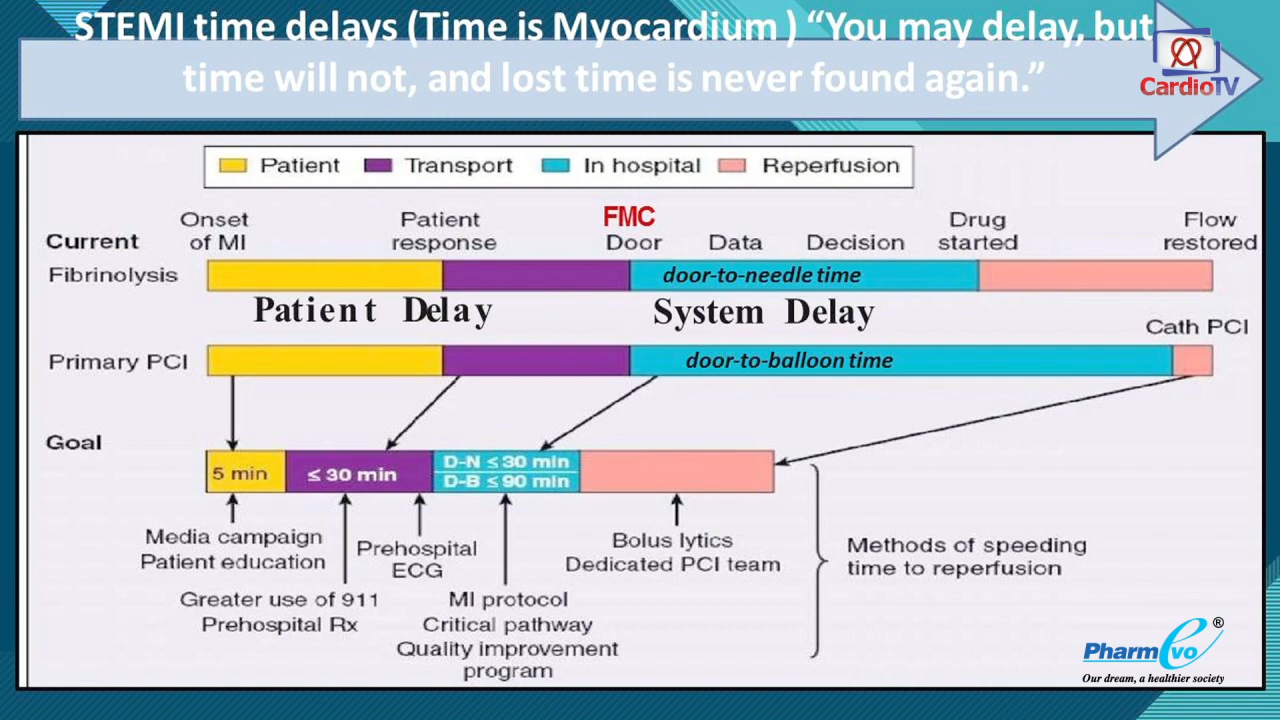 STEMI time delays (Time is Myocardium ) “You may delay, but
time will not, and lost time is never found again.”
CardioTV
Patient Transport In hospital Reperfusion
Onset of MI
Patient response
FMC
Door
Data
Decision
Drug started
Flow restored
Current
Fibrinolysis
door-to-needle time
Patient Delay
System Delay
Cath PCI
Primary PCI
door-to-balloon time
Goal
5 min
≤ 30 min
D-N ≤ 30 min
D-B ≤ 90 min
Media campaign
Patient education
Prehospital
ECG
Greater use of 911
Prehospital Rx
MI protocol
Critical pathway
Quality improvement
program
Bolus lytics
Dedicated PCI team
Methods of speeding
time to reperfusion
PharmEvo®
Our dream, a healthier society